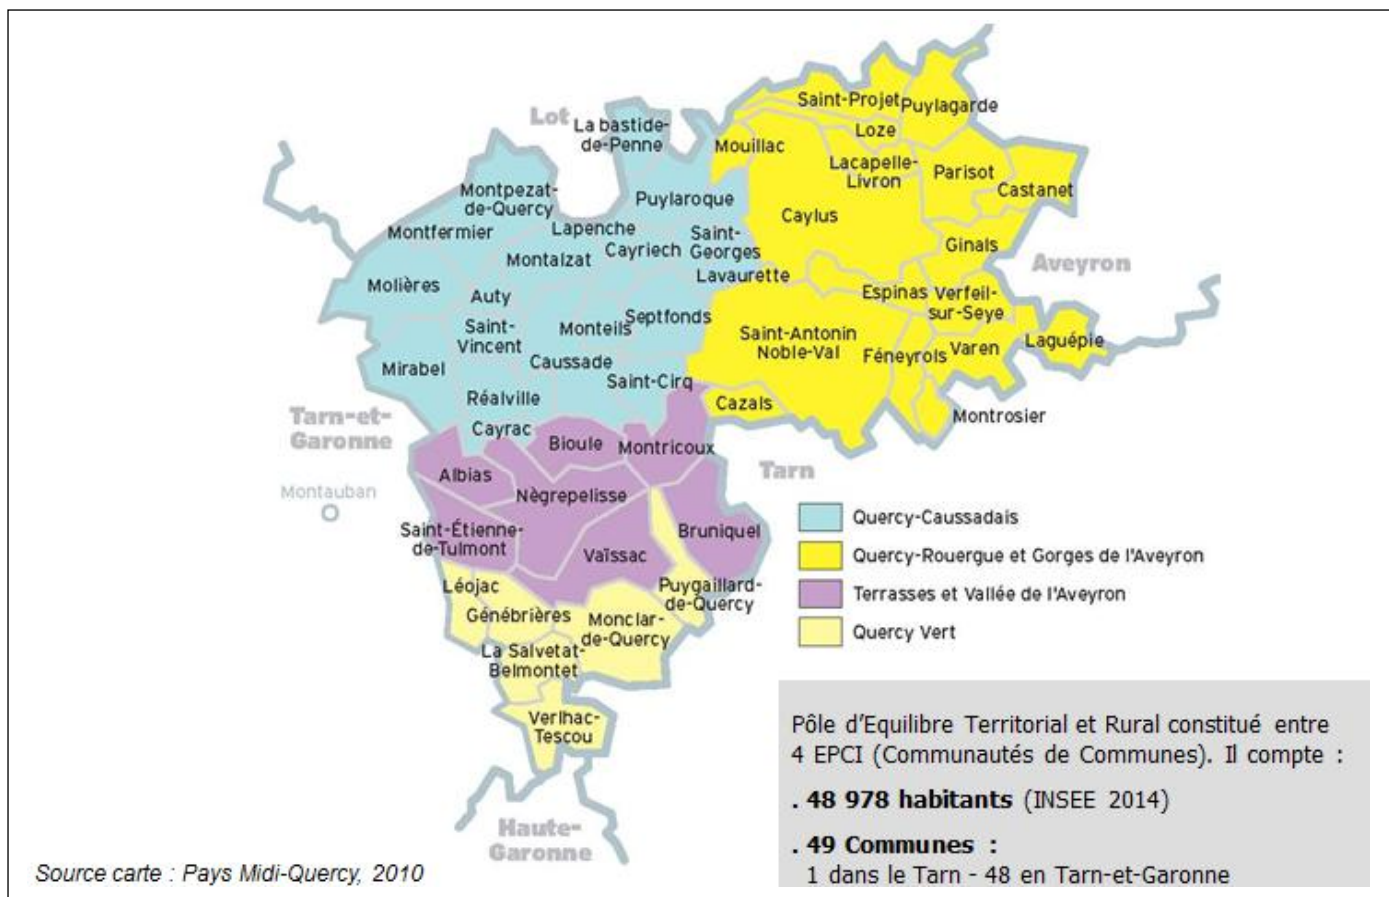 Lot
La bastide-
de-Penne
Saint-Projet
Puylagarde
Loze
Mouillac
Lacapelle-
Livron
Parisot
Castanet
Montpezat-
de-Quercy
Puylaroque
Caylus
Montfermier
Lapenche
Saint-
Georges
Cayriech
Ginals
Montalzat
Aveyron
Lavaurette
Molières
Auty
Espinas
Verfeil-
sur-Seye
Septfonds
Saint-
Vincent
Monteils
Saint-Antonin
Noble-Val
Laguépie
Féneyrols
Varen
Mirabel
Caussade
Saint-Cirq
Réalville
Cazals
Tarn-et-
Garonne
Montrosier
Cayrac
Bioule
Montricoux
Tarn
Albias
Montauban
Nègrepelisse
Saint-Étienne-
de-Tulmont
Bruniquel
Vaïssac
Léojac
Puygaillard-
de-Quercy
Génébrières
Monclar-
de-Quercy
La Salvetat-
Belmontet
Verlhac-
Tescou
Haute-
Garonne
Quercy-Caussadais
Quercy-Rouergue et Gorges de l'Aveyron
Terrasses et Vallée de l'Aveyron
Quercy Vert
Pôle d’Equilibre Territorial et Rural constitué entre
4 EPCI (Communautés de Communes). Il compte :
. 48 978 habitants (INSEE 2014)
. 49 Communes :
1 dans le Tarn - 48 en Tarn-et-Garonne
Source carte : Pays Midi-Quercy, 2010